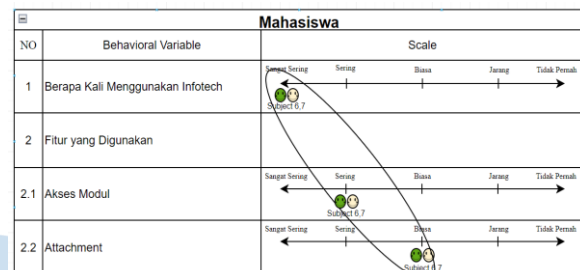 Mahasiswa
NO Behavioral Variable Scale
Sangat Sering Sering Biasa Jarang Tidak Pernah
1 Berapa Kali Menggunakan Infotech
Subject 6,7
2 Fitur yang Digunakan
Sangat Sering Sering Biasa Jarang Tidak Pernah
2.1 Akses Modul
Subject 6,7
Sangat Sering Sering Biasa Jarang Tidak Pernah
2.2 Attachment
Subject 6,7